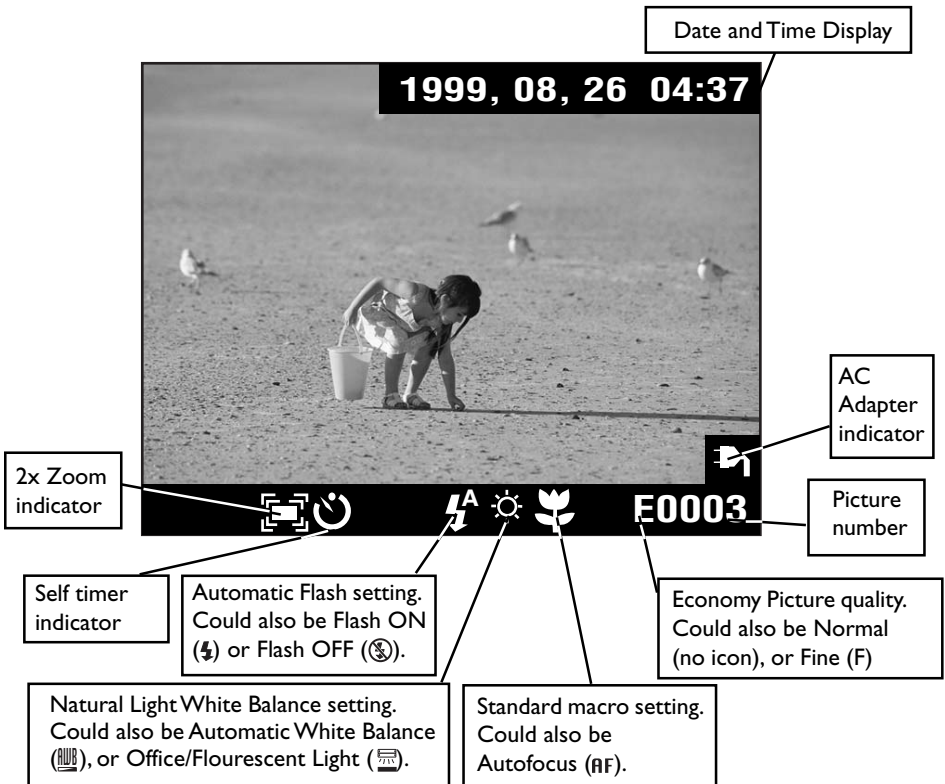 Date and Time Display
1999, 08, 26 04:37
AC
Adapter
indicator
2x Zoom
indicator
A
E0003
Picture
number
Self timer
indicator
Automatic Flash setting.
Could also be Flash ON
() or Flash OFF (()).
Economy Picture quality.
Could also be Normal
(no icon), or Fine (F)
Natural Light White Balance setting.
Could also be Automatic White Balance
(AWB), or Office/Flourescent Light ( ).
Standard macro setting.
Could also be
Autofocus (AF).